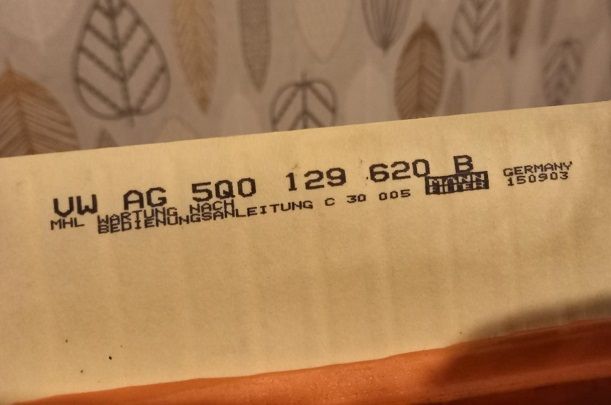 VW AG 5Q0 129 620 B
MHL WARTUNG NACH
BEDIENUNGSANLEITUNG C 30 005
MANN
FILTER
GERMANY
150903